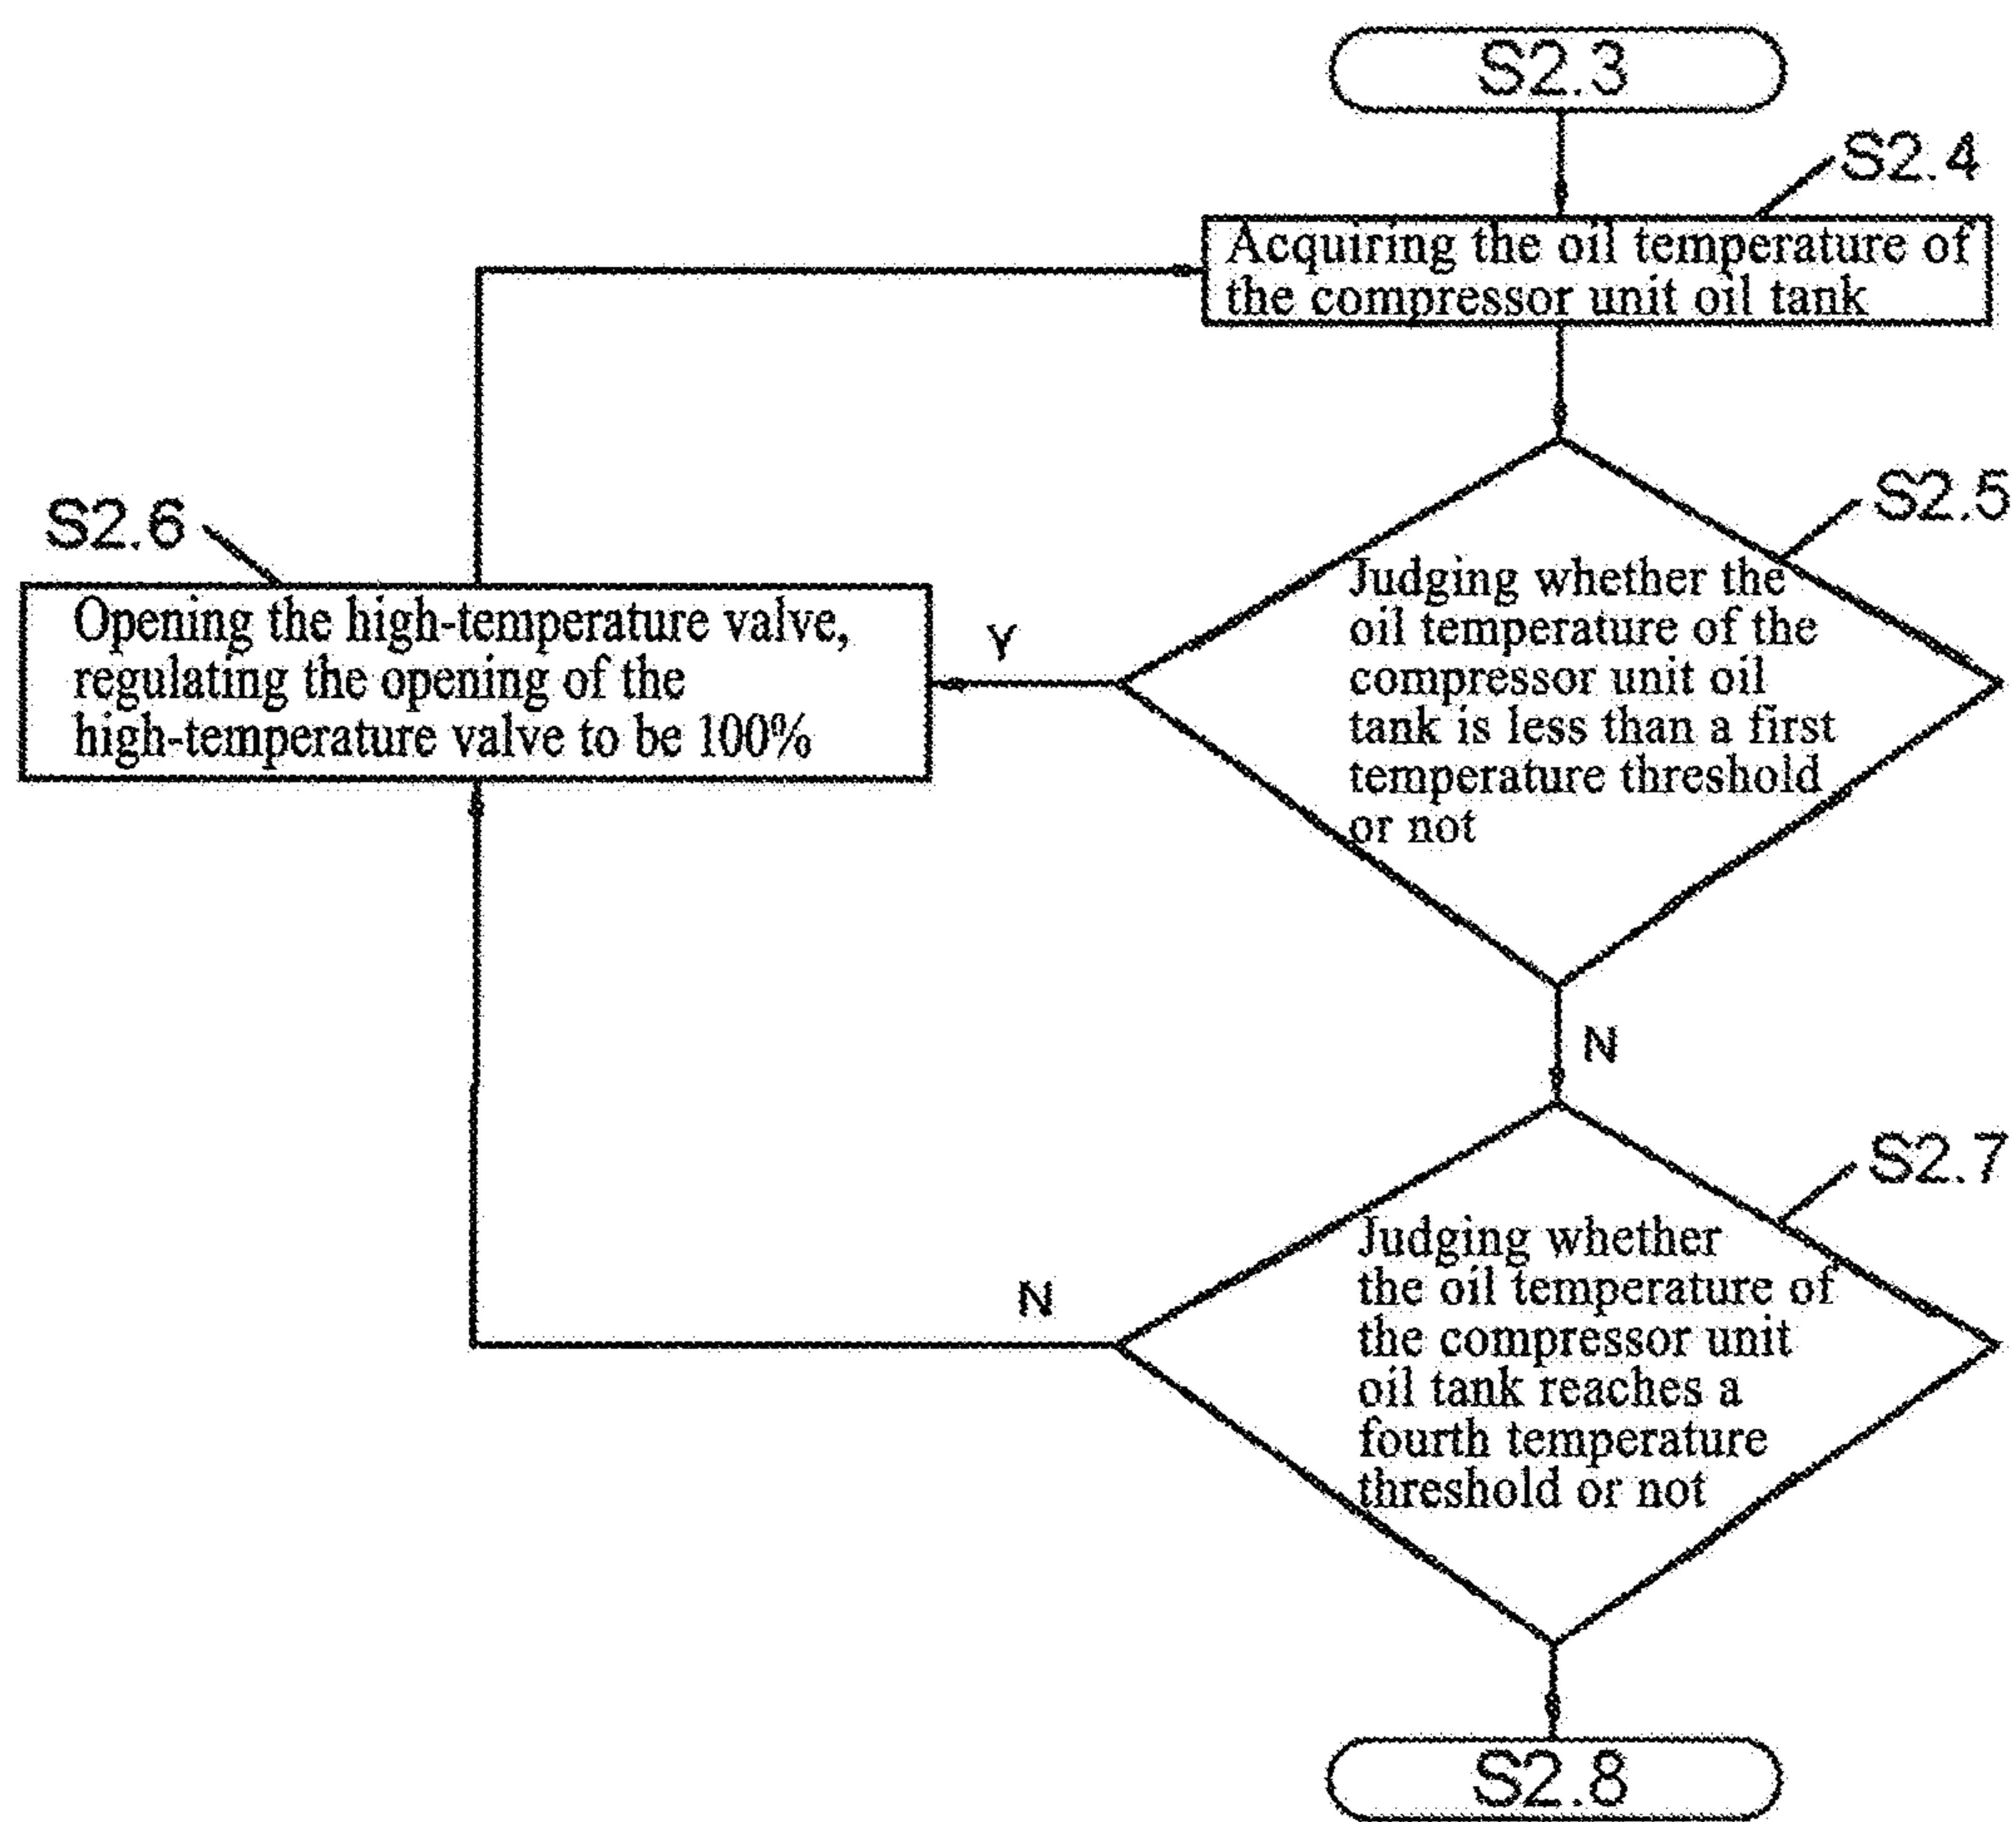 S2.3
S2.4
Acquiring the oil temperature of
the compressor unit oil tank
S2.5
Judging whether the
oil temperature of the
compressor unit oil
tank is less than a first
temperature threshold
or not
Y
S2.6
Opening the high-temperature valve,
regulating the opening of the
high-temperature valve to be 100%
N
S2.7
Judging whether
the oil temperature of
the compressor unit
oil tank reaches a
fourth temperature
threshold or not
N
S2.8